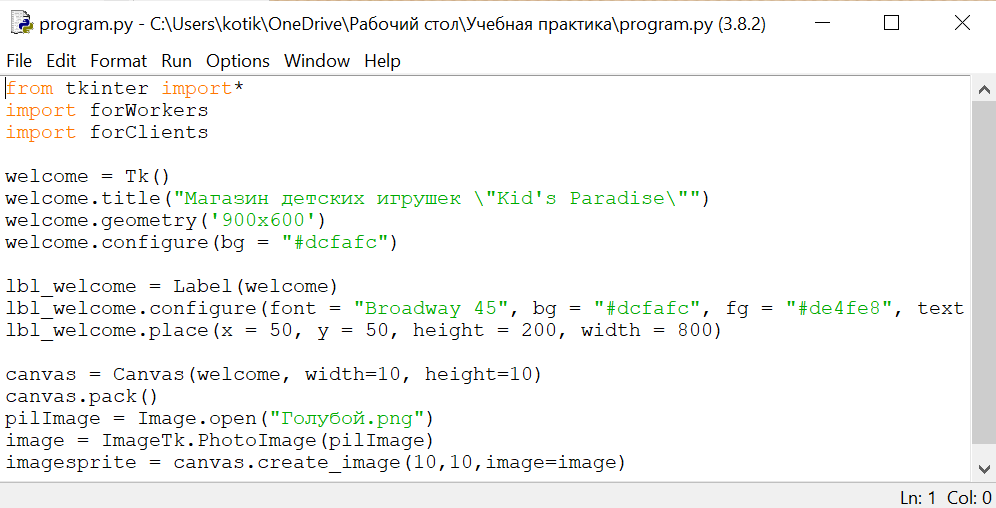 program.py - C:\Users\kotik\OneDrive\Рабочий стол\Учебная практика\program.py (3.8.2)
File Edit Format Run Options Window Help
from tkinter import*
import forWorkers
import forClients
welcome = Tk()
welcome.title("Магазин детских игрушек \"Kid's Paradise\"")
welcome.geometry('900x600')
welcome.configure(bg = "#dcfafc")
lbl_welcome = Label(welcome)
lbl_welcome.configure(font = "Broadway 45", bg = "#dcfafc", fg = "#de4fe8", text
lbl_welcome.place(x = 50, y = 50, height = 200, width = 800)
canvas = Canvas(welcome, width=10, height=10)
canvas.pack()
pilImage = Image.open("Голубой.png")
image = ImageTk.PhotoImage(pilImage)
imagesprite = canvas.create_image(10,10,image=image)
Ln: 1 Col: 0